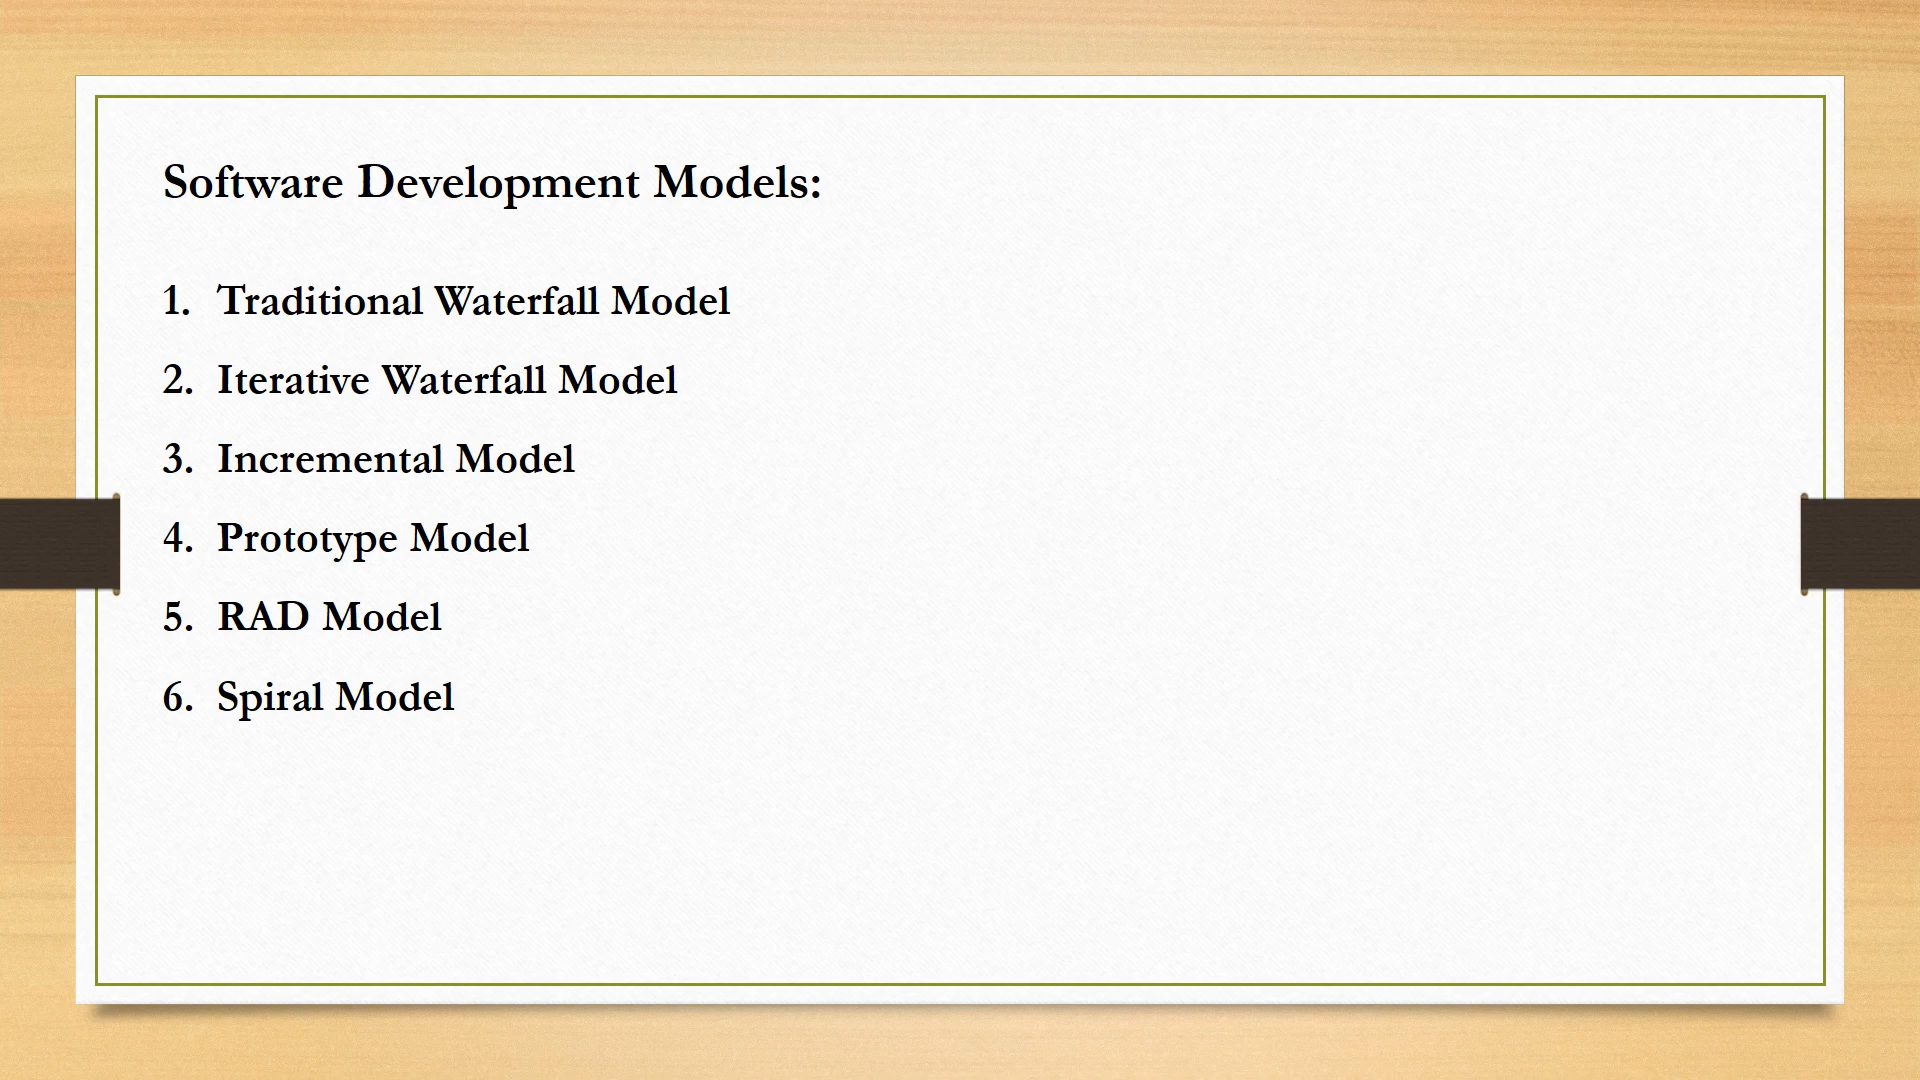 Software Development Models:
1. Traditional Waterfall Model
2. Iterative Waterfall Model
3. Incremental Model
4. Prototype Model
5. RAD Model
6. Spiral Model